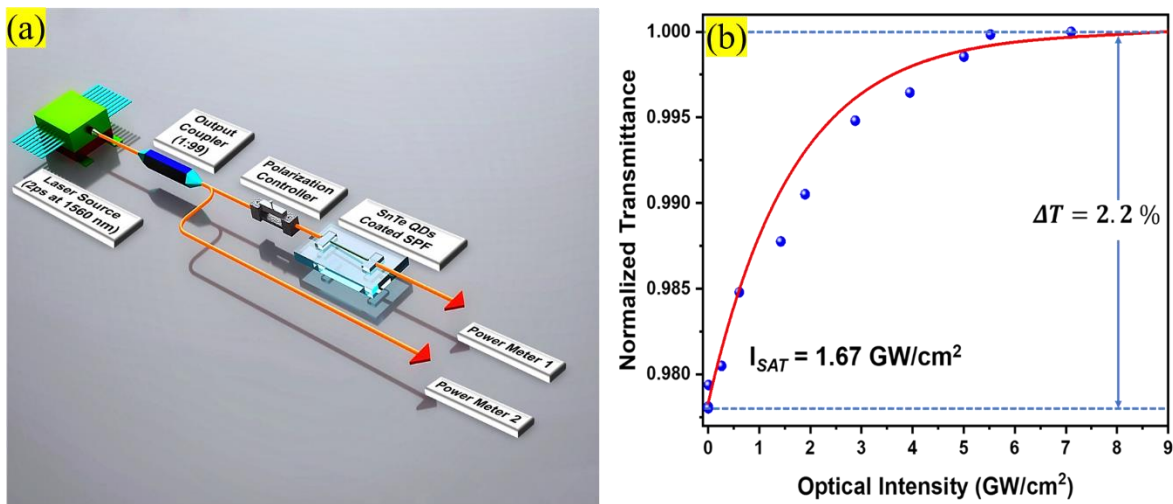 (a)
Output
Coupler
(1:99)
Polarization
Controller
SnTe QDs
Coated SPF
Laser Source
(2ps at 1560 nm)
Power Meter 1
Power Meter 2
(b)
Normalized Transmittance
1.000
0.995
0.990
0.985
0.980
ΔT = 2.2 %
I_SAT = 1.67 GW/cm²
0 1 2 3 4 5 6 7 8 9
Optical Intensity (GW/cm²)